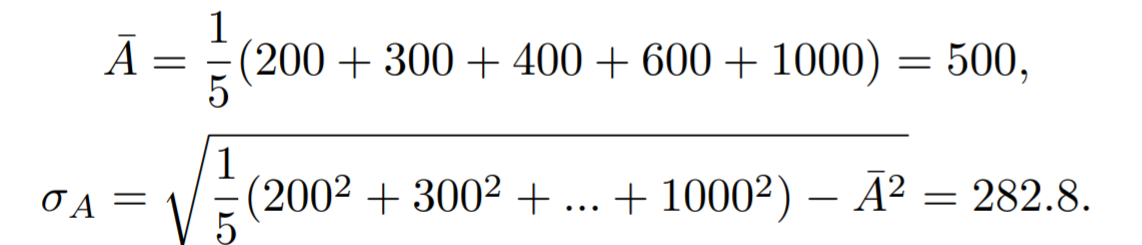 Ā = 1/5 (200 + 300 + 400 + 600 + 1000) = 500,
σ_A = √(1/5 (200² + 300² + ... + 1000²) − Ā²) = 282.8.